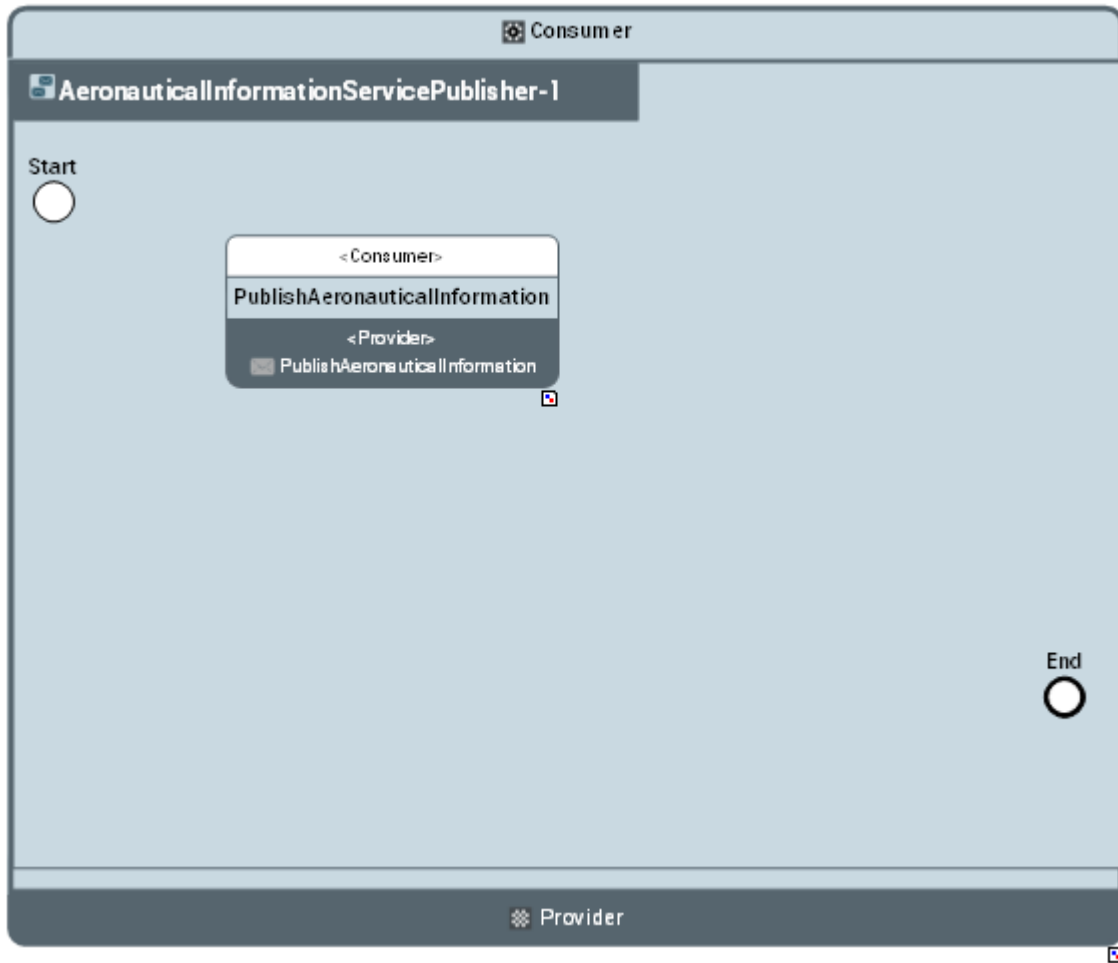 Consumer
AeronauticalInformationServicePublisher-1
Start
<Consumer>
PublishAeronauticalInformation
<Provider>
PublishAeronauticalInformation
End
Provider